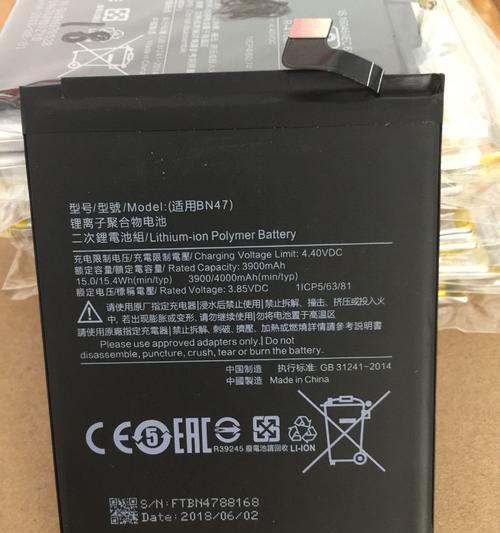 型号/型號/Model:(适用BN47)
锂离子聚合物电池
二次鋰電池組/Lithium-ion Polymer Battery
充电限制电压/充電限制電壓/ Charging Voltage Limit: 4.40VDC
额定容量/額定容量/ Rated Capacity: 3900mAh
15.0/15.4Wh(min/typ) 3900/4000mAh (min/typ)
额定电压/標稱電壓/ Rated Voltage: 3.85VDC 1ICP5/63/81
请使用原厂指定充电器|浸水后禁止使用|禁止拆解、撞击、挤压或投入火
中, 若出现膨胀或变形, 请勿继续使用|勿将电池置于高温区
請使用原廠指定充電器|禁止拆解、刺破、擠壓、加熱或燃燒|詳情請參閱說明書
Please use approved adapters only.| Do not
disassemble, puncture, crush, tear or burn the battery.
中国制造 执行标准: GB 31241-2014
中國製造 Made in China
CE 5 EAC
R39245 廢電池請回收 LI-ION
S/N: FTBN4788168
Date: 2018/06/02